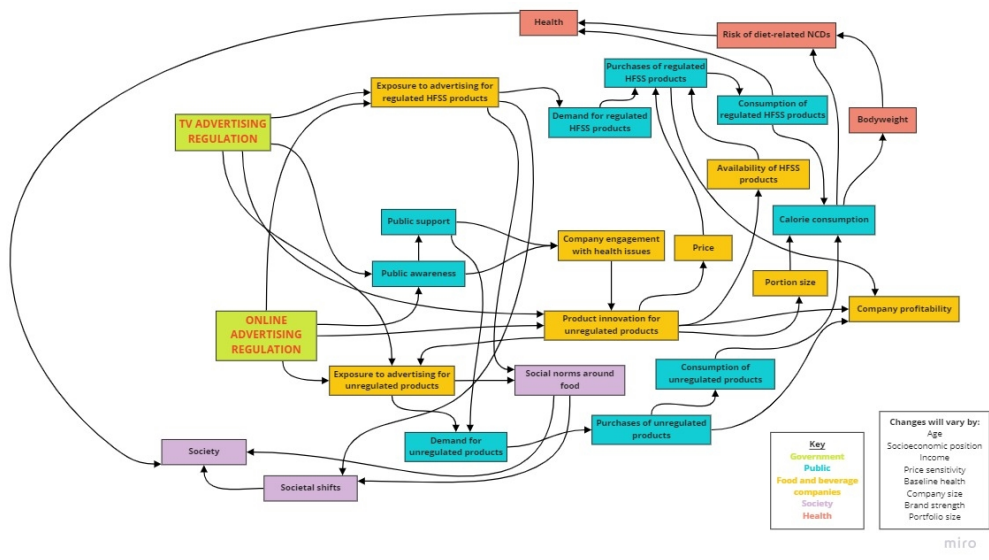 Health
Risk of diet-related NCDs
Purchases of regulated
HFSS products
Exposure to advertising for
regulated HFSS products
Consumption of
regulated HFSS products
Demand for regulated
HFSS products
Bodyweight
TV ADVERTISING
REGULATION
Availability of HFSS
products
Public support
Calorie consumption
Company engagement
with health issues
Price
Public awareness
Portion size
Company profitability
ONLINE
ADVERTISING
REGULATION
Product innovation for
unregulated products
Exposure to advertising for
unregulated products
Social norms around
food
Consumption of
unregulated products
Purchases of unregulated
products
Demand for
unregulated products
Society
Societal shifts
Key
Government
Public
Food and beverage
companies
Society
Health
Changes will vary by:
Age
Socioeconomic position
Income
Price sensitivity
Baseline health
Company size
Brand strength
Portfolio size
miro